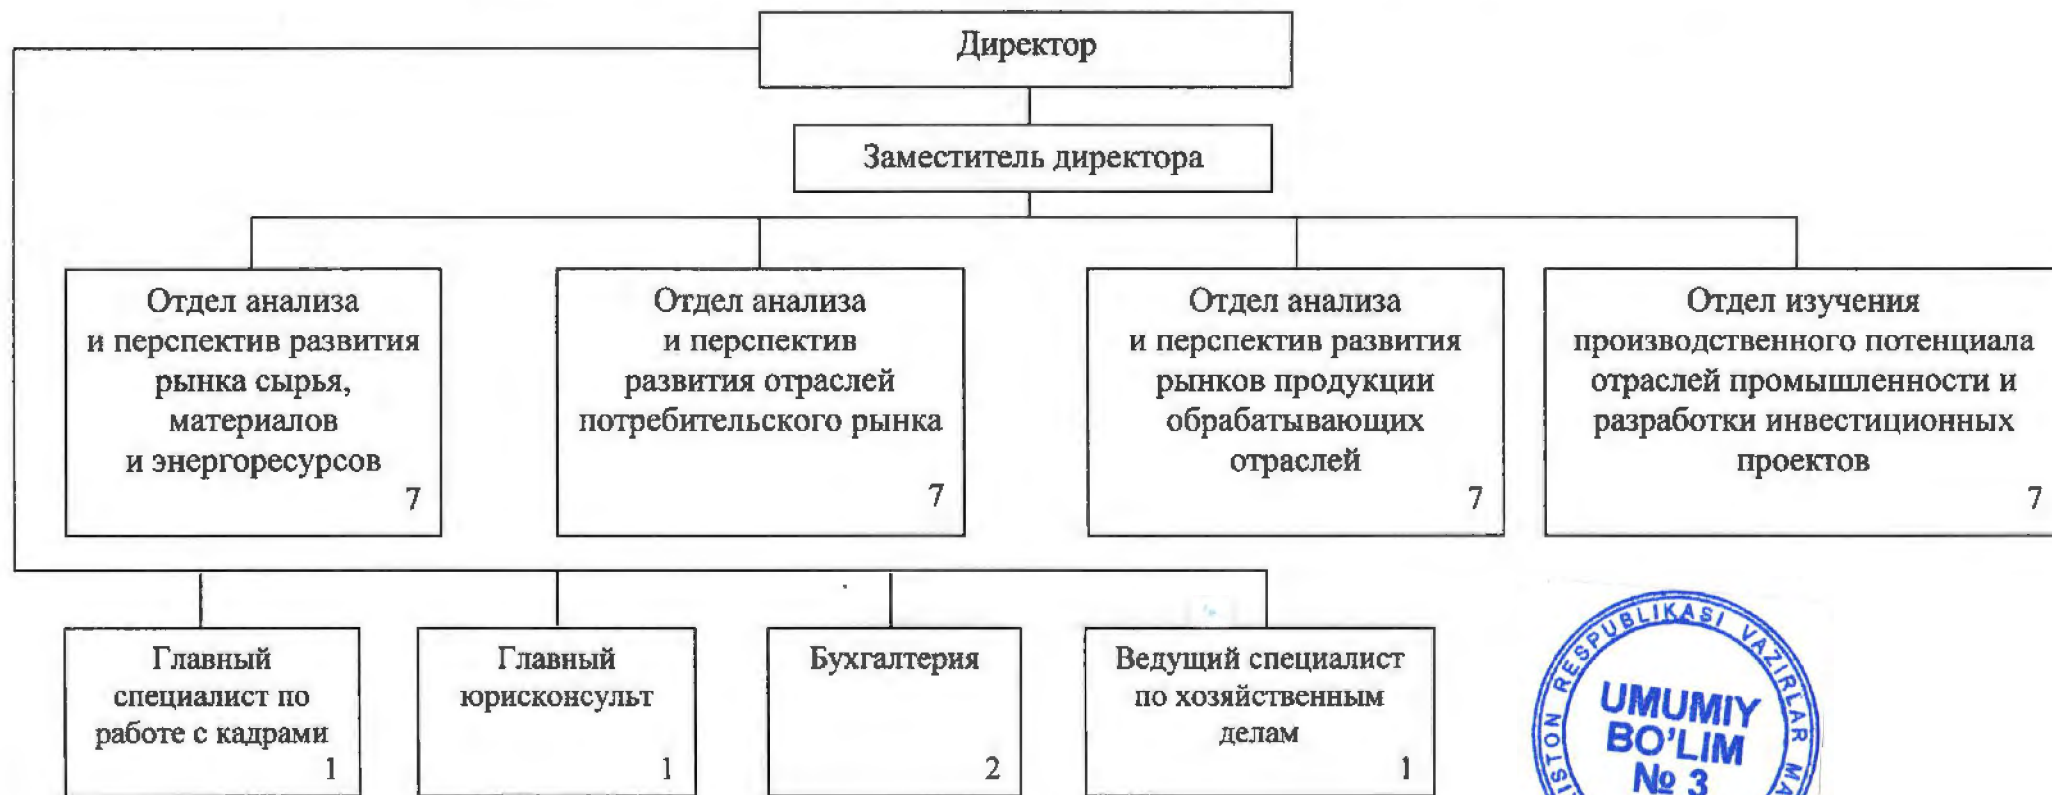 Директор
Заместитель директора
Отдел анализа
и перспектив развития
рынка сырья,
материалов
и энергоресурсов
7
Отдел анализа
и перспектив
развития отраслей
потребительского рынка
7
Отдел анализа
и перспектив развития
рынков продукции
обрабатывающих
отраслей
7
Отдел изучения
производственного потенциала
отраслей промышленности и
разработки инвестиционных
проектов
7
Главный
специалист по
работе с кадрами
1
Главный
юрисконсульт
1
Бухгалтерия
2
Ведущий специалист
по хозяйственным
делам
1
RESPUBLIKASI VAZIRLAR
UMUMIY
BO'LIM
№ 3